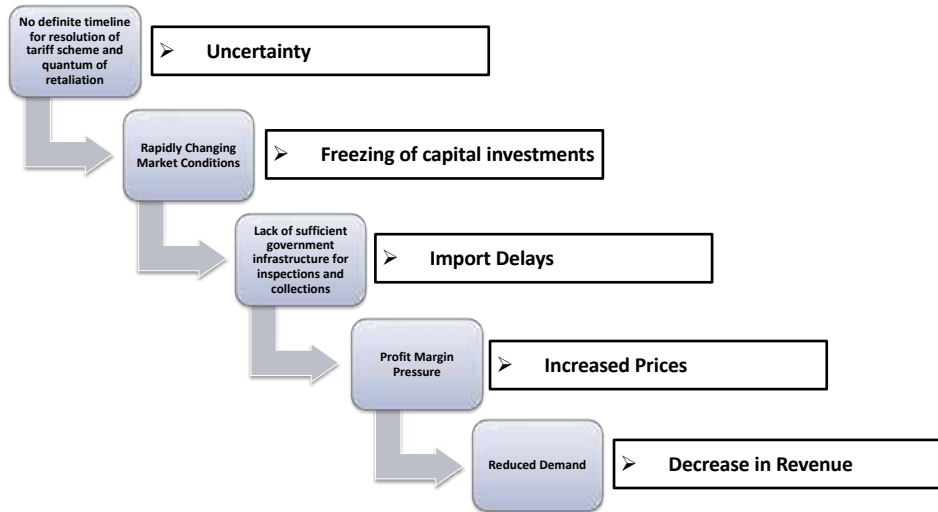 No definite timeline
for resolution of
tariff scheme and
quantum of
retaliation
➢ Uncertainty
Rapidly Changing
Market Conditions
➢ Freezing of capital investments
Lack of sufficient
government
infrastructure for
inspections and
collections
➢ Import Delays
Profit Margin
Pressure
➢ Increased Prices
Reduced Demand
➢ Decrease in Revenue